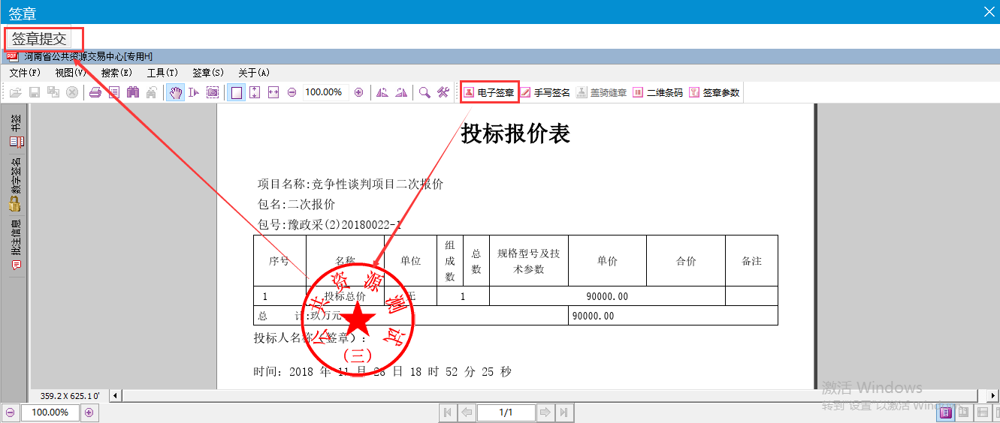 签章
签章提交
河南省公共资源交易中心[专用H]
文件(F) 视图(V) 搜索(E) 工具(T) 签章(S) 关于(A)
100.00% 电子签章 手写签名 盖骑缝章 二维条码 签章参数
书签
数字签名
批注信息
投标报价表
项目名称:竞争性谈判项目二次报价
包名:二次报价
包号:豫政采(2)20180022-1
序号 名称 单位 组成数 总数 规格型号及技术参数 单价 合价 备注
1 投标总价 无 1 90000.00
总 计:玖万元 90000.00
投标人名称（签章）:
公共资源测试
(三)
时间: 2018 年 11 月 28 日 18 时 52 分 25 秒
激活 Windows
转到"设置"以激活 Windows。
359.2 X 625.1 0'
100.00% 1/1